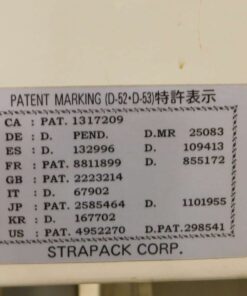 PATENT MARKING (D-52・D-53)特許表示
CA : PAT. 1317209
DE : D. PEND. D.MR 25083
ES : D. 132996 D. 109413
FR : PAT. 8811899 D. 855172
GB : PAT. 2223214
IT : D. 67902
JP : PAT. 2585464 D. 1101955
KR : D. 167702
US : PAT. 4952270 D.PAT.298541
STRAPACK CORP.